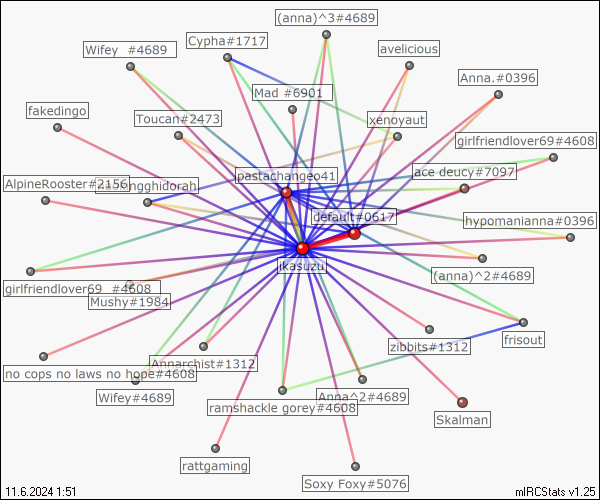 (anna)^3#4689
Wifey #4689
Cypha#1717
avelicious
Anna.#0396
Mad #6901
fakedingo
Toucan#2473
xenoyaut
girlfriendlover69#4608
pastachangeo41
ace deucy#7097
AlpineRooster#2156
ngghidorah
default#0617
hypomanianna#0396
ikasuzu
(anna)^2#4689
girlfriendlover69 #4608
Mushy#1984
zibbits#1312
frisout
Annarchist#1312
no cops no laws no hope#4608
Wifey#4689
Anna^2#4689
ramshackle gorey#4608
Skalman
rattgaming
Soxy Foxy#5076
11.6.2024 1:51
mIRCStats v1.25